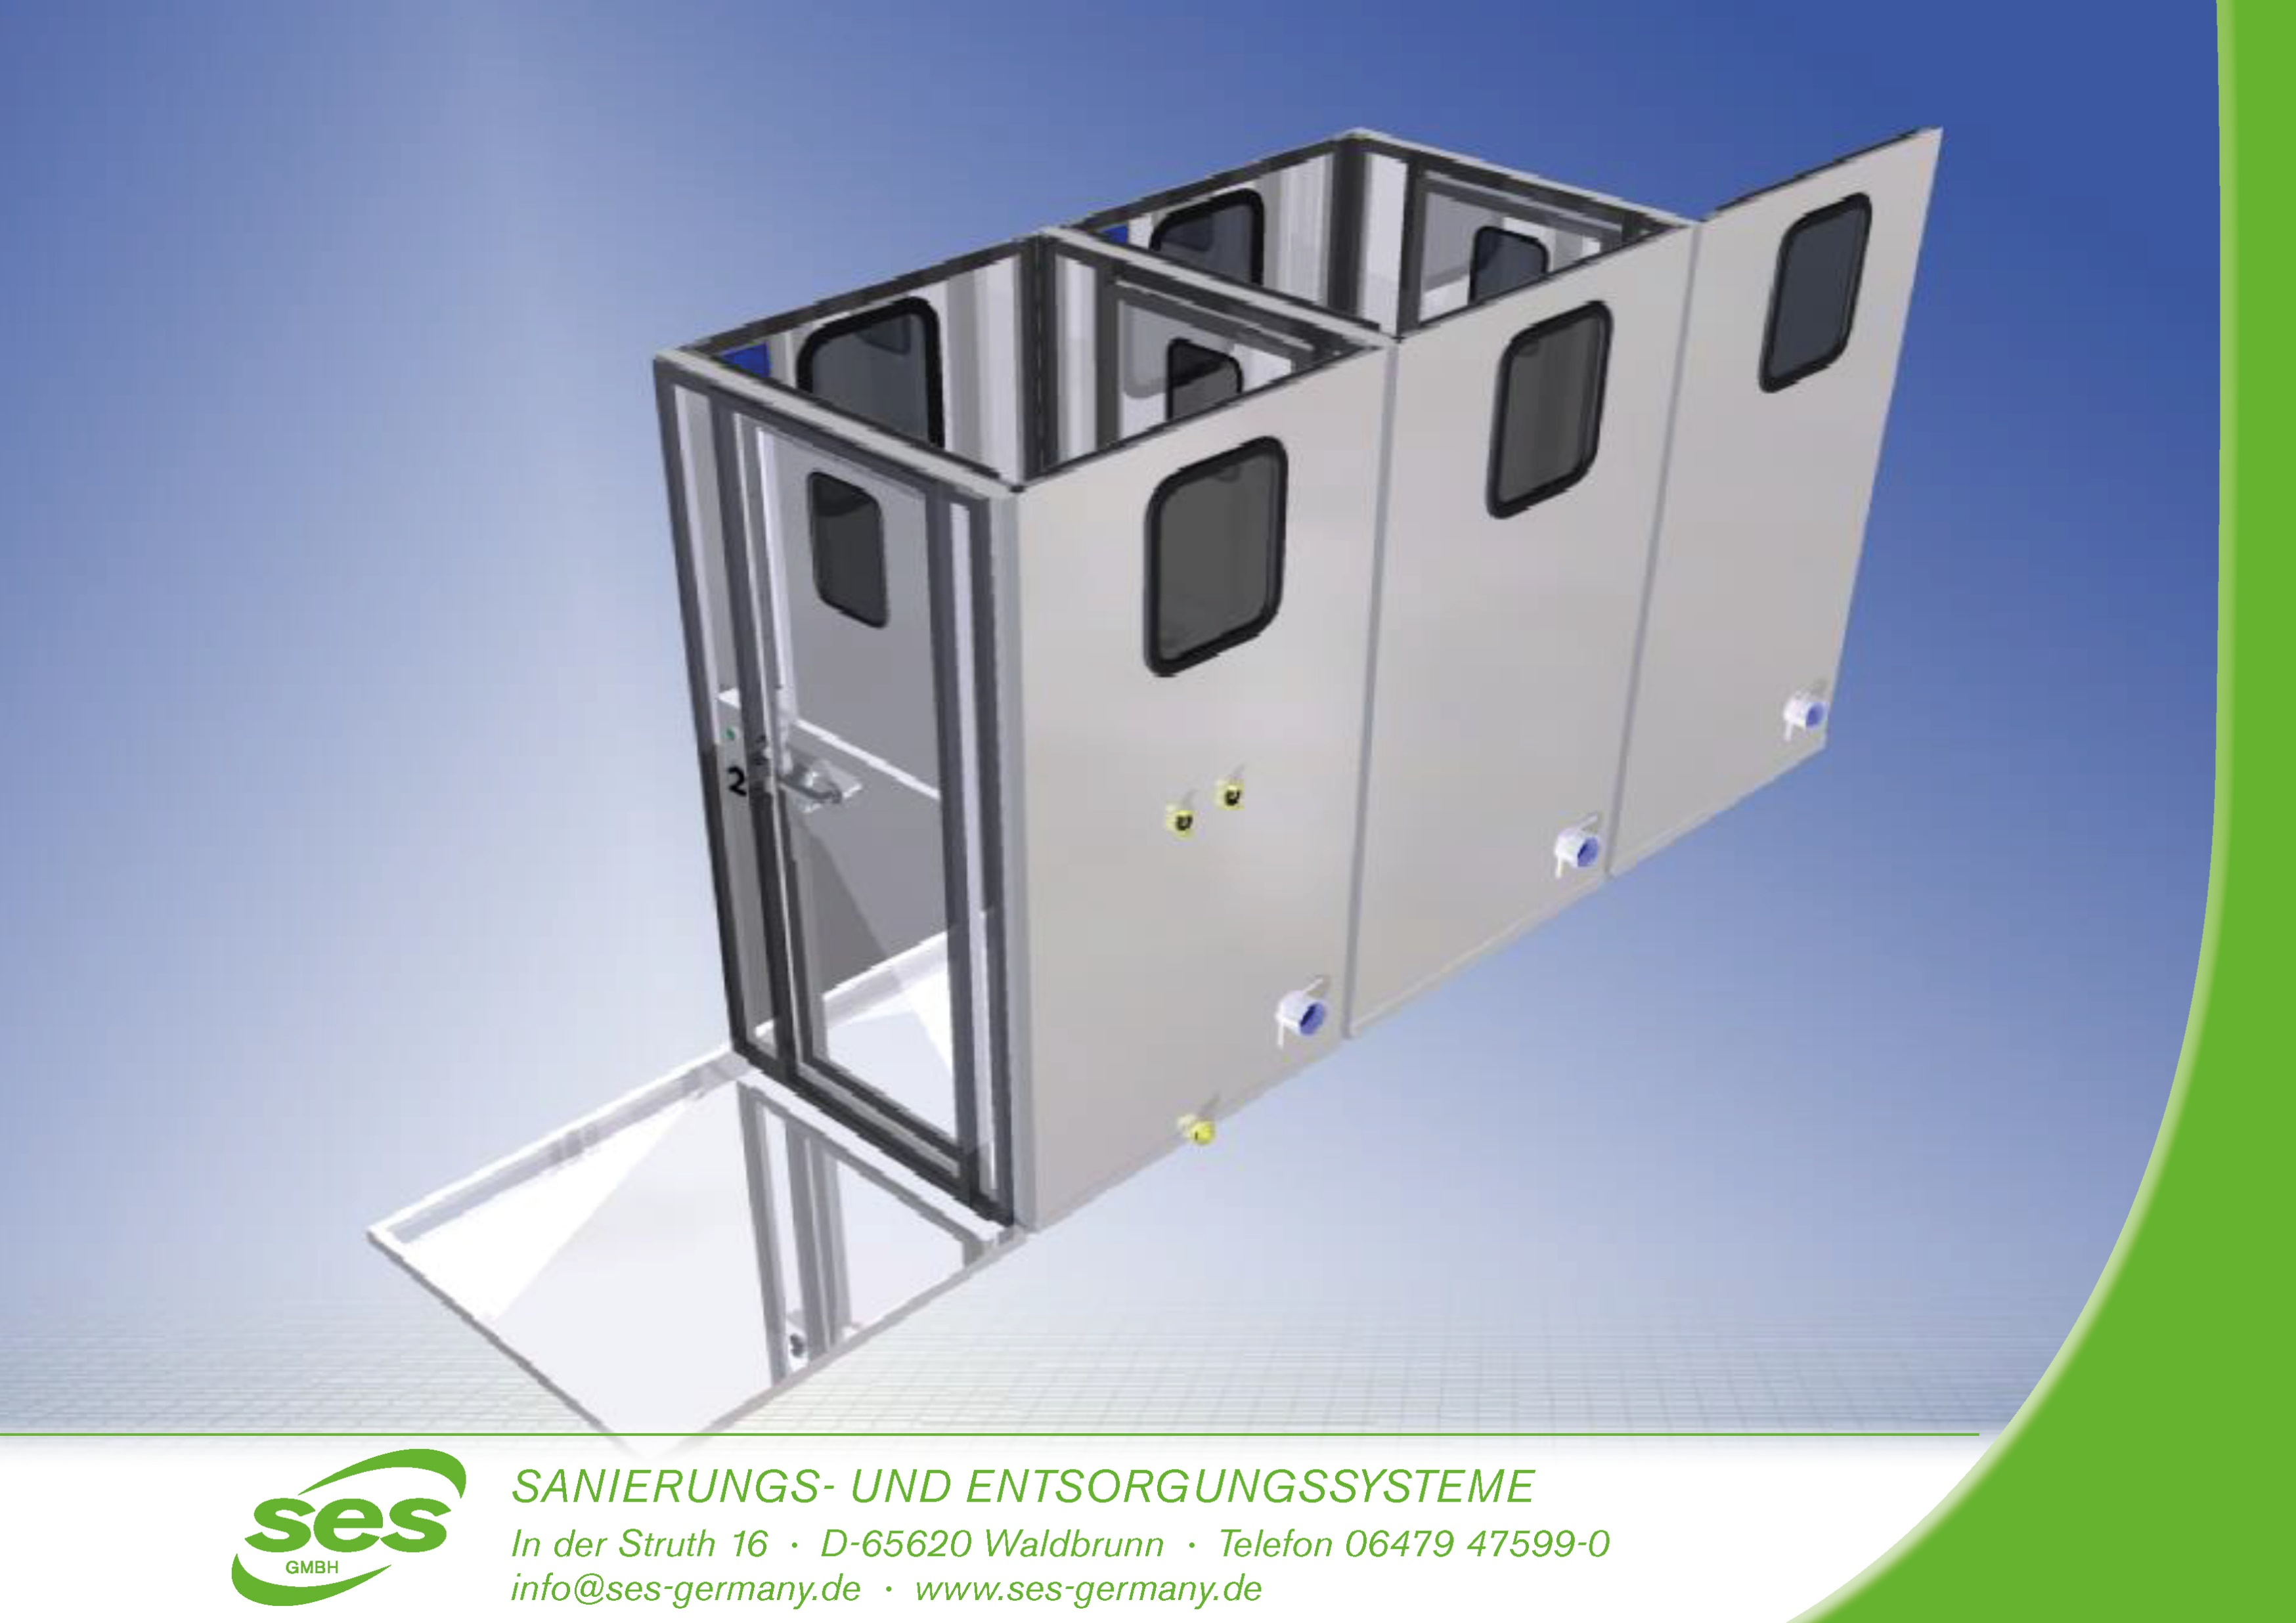 2
ses
GMBH
SANIERUNGS- UND ENTSORGUNGSSYSTEME
In der Struth 16 · D-65620 Waldbrunn · Telefon 06479 47599-0
info@ses-germany.de · www.ses-germany.de